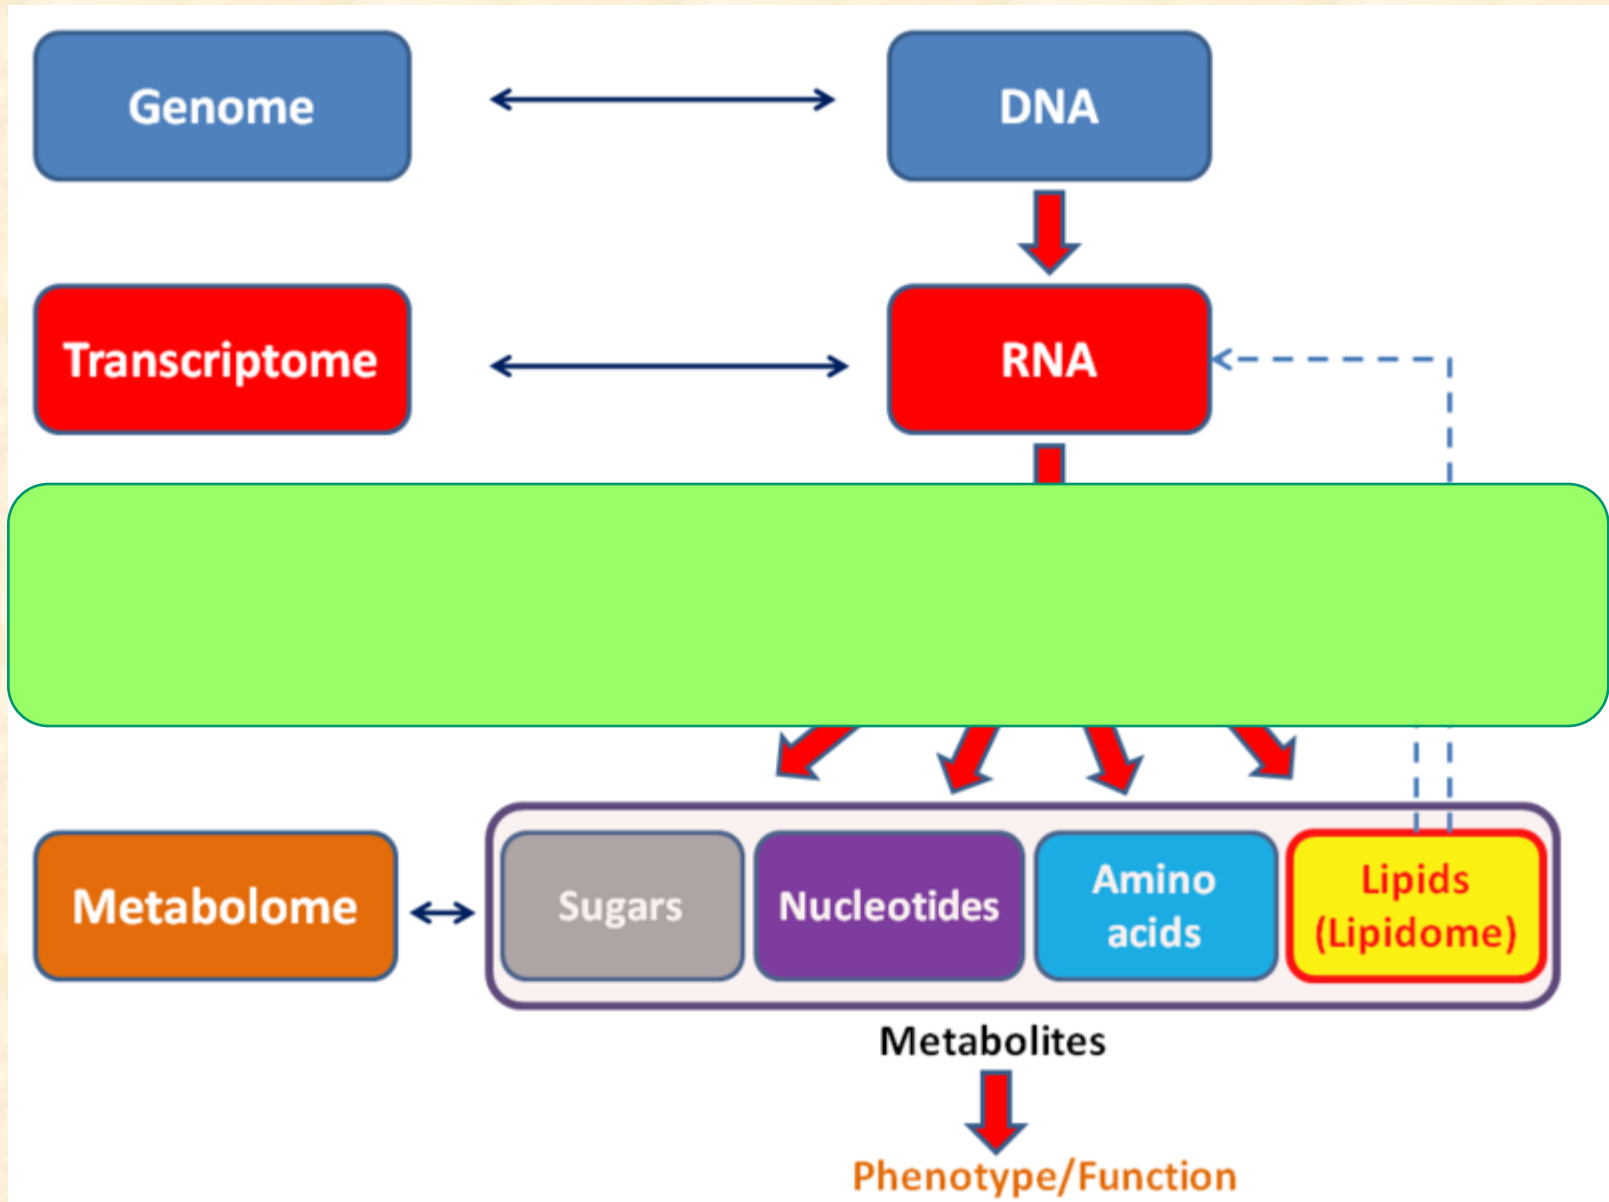 Genome
DNA
Transcriptome
RNA
Metabolome
Sugars
Nucleotides
Amino
acids
Lipids
(Lipidome)
Metabolites
Phenotype/Function